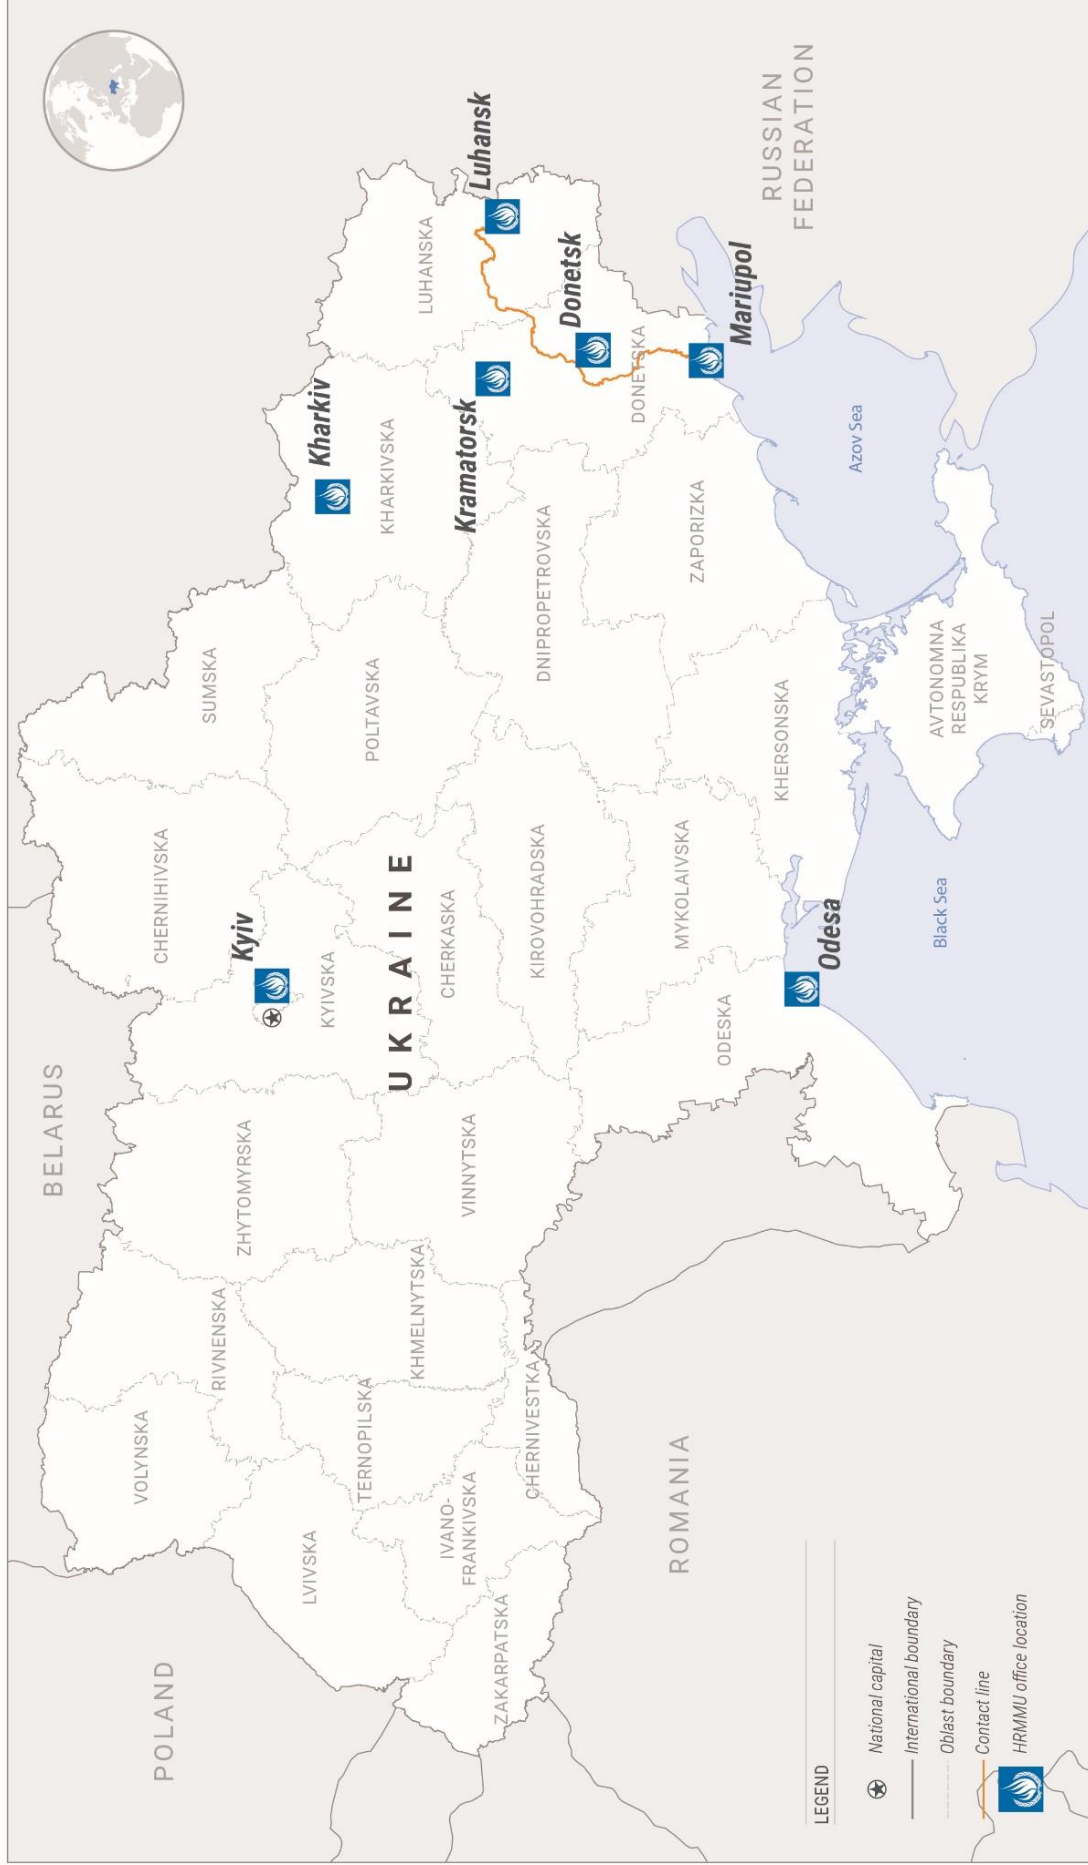 BELARUS
POLAND
RUSSIAN
FEDERATION
ROMANIA
UKRAINE
VOLYNSKA
RIVNENSKA
ZHYTOMYRSKA
Kyiv
KYIVSKA
CHERNIHIVSKA
SUMSKA
LVIVSKA
TERNOPILSKA
KHMELNYTSKA
VINNYTSKA
CHERKASKA
POLTAVSKA
Kharkiv
KHARKIVSKA
LUHANSKA
Luhansk
ZAKARPATSKA
IVANO-
FRANKIVSKA
CHERNIVESTKA
KIROVOHRADSKA
DNIPROPETROVSKA
Kramatorsk
Donetsk
DONETSKA
Mariupol
ODESKA
Odesa
MYKOLAIVSKA
KHERSONSKA
ZAPORIZKA
Azov Sea
Black Sea
AVTONOMNA
RESPUBLIKA
KRYM
SEVASTOPOL
LEGEND
National capital
International boundary
Oblast boundary
Contact line
HRMMU office location